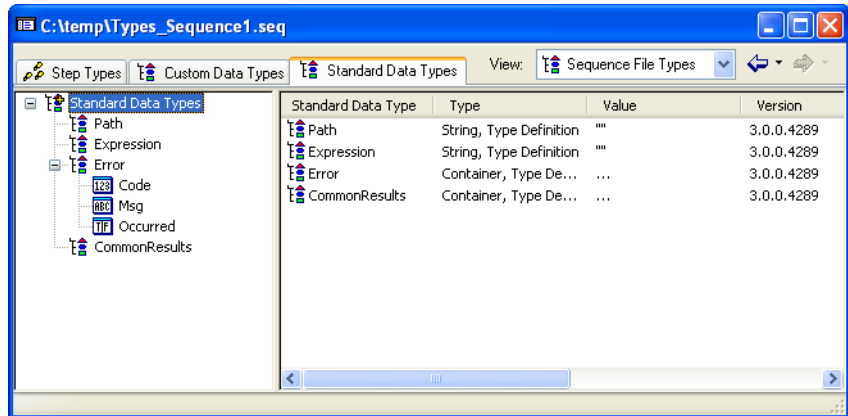 C:\temp\Types_Sequence1.seq
Step Types Custom Data Types Standard Data Types View: Sequence File Types
Standard Data Types
Path
Expression
Error
123 Code
ABC Msg
T|F Occurred
CommonResults
Standard Data Type Type Value Version
Path String, Type Definition "" 3.0.0.4289
Expression String, Type Definition "" 3.0.0.4289
Error Container, Type De... ... 3.0.0.4289
CommonResults Container, Type De... ... 3.0.0.4289